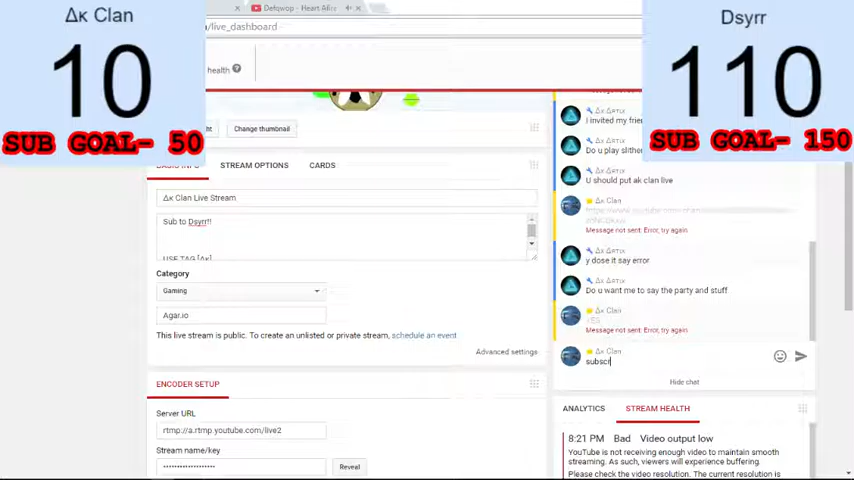 Δκ Clan
10
SUB GOAL- 50
Dsyrr
110
SUB GOAL- 150
Defqwop - Heart Afire
/live_dashboard
health
Change thumbnail
BASIC INFO
STREAM OPTIONS
CARDS
Δκ Clan Live Stream
Sub to Dsyrr!!
USE TAG [Δκ]
Category
Gaming
Agar.io
This live stream is public. To create an unlisted or private stream, schedule an event
Advanced settings
ENCODER SETUP
Server URL
rtmp://a.rtmp.youtube.com/live2
Stream name/key
Reveal
I invited my frie
Do u play slither
U should put ak clan live
Δκ Clan
Message not sent: Error, try again
y dose it say error
Do u want me to say the party and stuff
Δκ Clan
YES
Message not sent: Error, try again
Δκ Clan
subscr
Hide chat
ANALYTICS
STREAM HEALTH
8:21 PM Bad Video output low
YouTube is not receiving enough video to maintain smooth
streaming. As such, viewers will experience buffering.
Please check the video resolution. The current resolution is